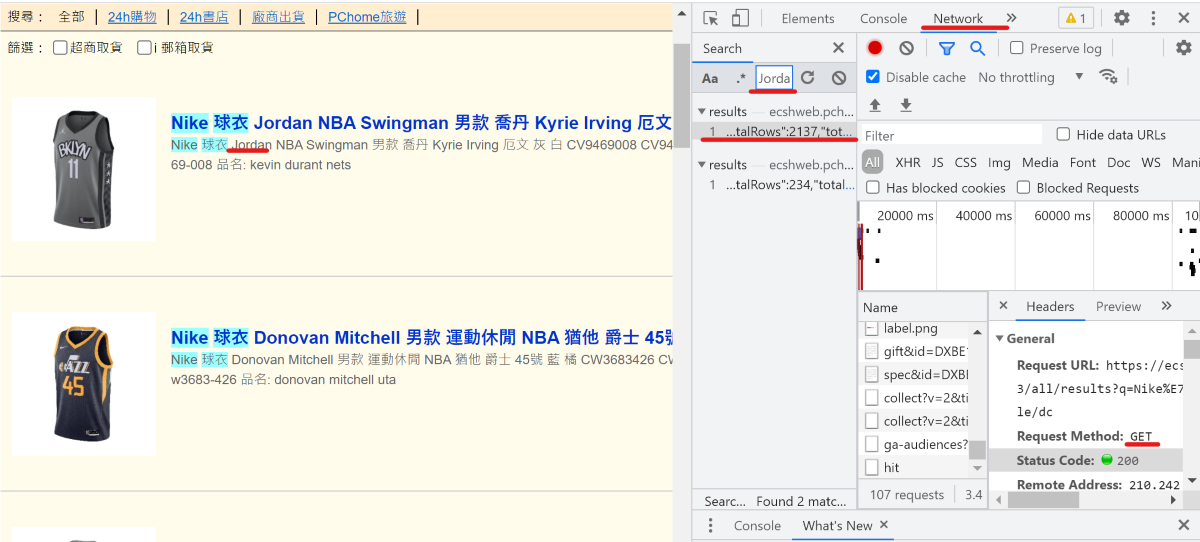 搜尋： 全部 | 24h購物 | 24h書店 | 廠商出貨 | PChome旅遊 |
篩選： 超商取貨 i 郵箱取貨
BKLYN
11
Nike 球衣 Jordan NBA Swingman 男款 喬丹 Kyrie Irving 厄文
Nike 球衣 Jordan NBA Swingman 男款 喬丹 Kyrie Irving 厄文 灰 白 CV9469008 CV94
69-008 品名: kevin durant nets
JAZZ
45
Nike 球衣 Donovan Mitchell 男款 運動休閒 NBA 猶他 爵士 45號
Nike 球衣 Donovan Mitchell 男款 運動休閒 NBA 猶他 爵士 45號 藍 橘 CW3683426 CW
w3683-426 品名: donovan mitchell uta
Elements Console Network » 1
Search
Aa .* Jorda
results — ecshweb.pch...
1 ...talRows":2137,"tot...
results — ecshweb.pch...
1 ...talRows":234,"total...
Searc... Found 2 matc...
Preserve log
Disable cache No throttling
Filter Hide data URLs
All XHR JS CSS Img Media Font Doc WS Mani
Has blocked cookies Blocked Requests
20000 ms 40000 ms 60000 ms 80000 ms 10
Name
label.png
gift&id=DXBE
spec&id=DXBE
collect?v=2&ti
collect?v=2&ti
ga-audiences?
hit
107 requests 3.4
Headers Preview »
General
Request URL: https://ecs
3/all/results?q=Nike%E7
le/dc
Request Method: GET
Status Code: 200
Remote Address: 210.242
Console What's New